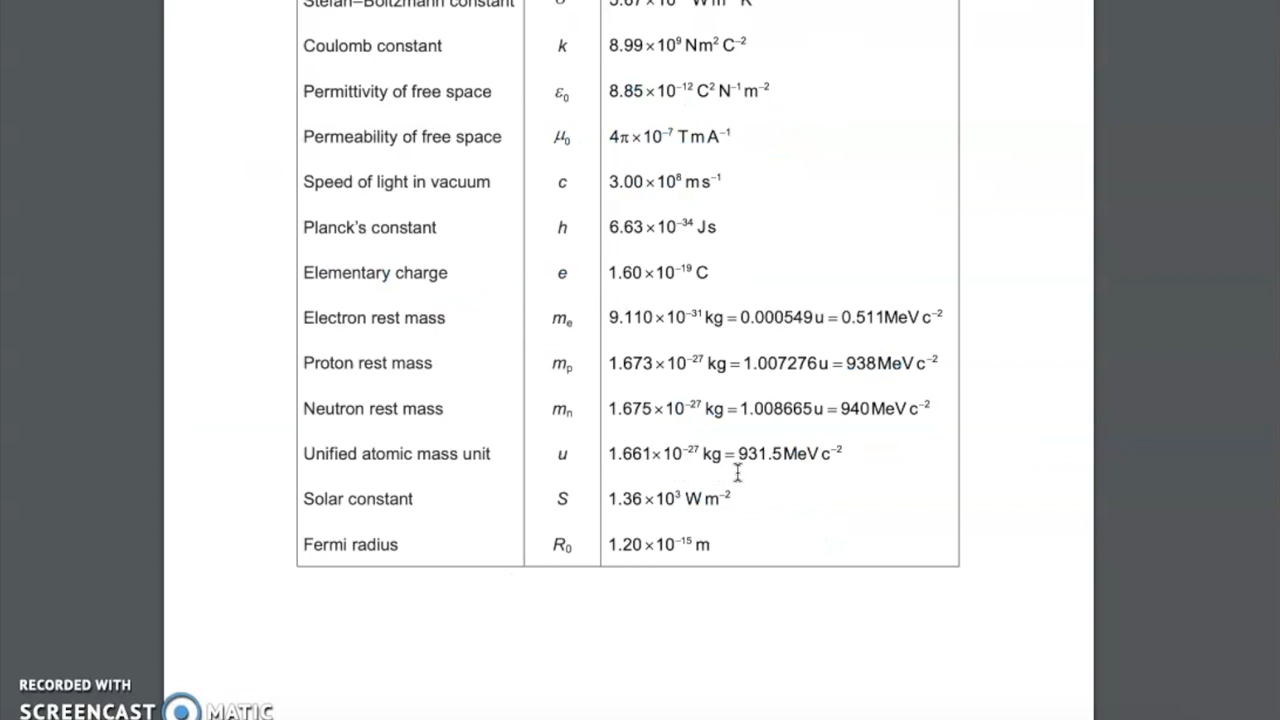 Stefan–Boltzmann constant σ
Coulomb constant k 8.99×10⁹ Nm² C⁻²
Permittivity of free space ε₀ 8.85×10⁻¹² C² N⁻¹ m⁻²
Permeability of free space μ₀ 4π×10⁻⁷ T m A⁻¹
Speed of light in vacuum c 3.00×10⁸ m s⁻¹
Planck's constant h 6.63×10⁻³⁴ Js
Elementary charge e 1.60×10⁻¹⁹ C
Electron rest mass mₑ 9.110×10⁻³¹ kg = 0.000549 u = 0.511 MeV c⁻²
Proton rest mass mₚ 1.673×10⁻²⁷ kg = 1.007276 u = 938 MeV c⁻²
Neutron rest mass mₙ 1.675×10⁻²⁷ kg = 1.008665 u = 940 MeV c⁻²
Unified atomic mass unit u 1.661×10⁻²⁷ kg = 931.5 MeV c⁻²
Solar constant S 1.36×10³ W m⁻²
Fermi radius R₀ 1.20×10⁻¹⁵ m
RECORDED WITH
SCREENCAST MATIC